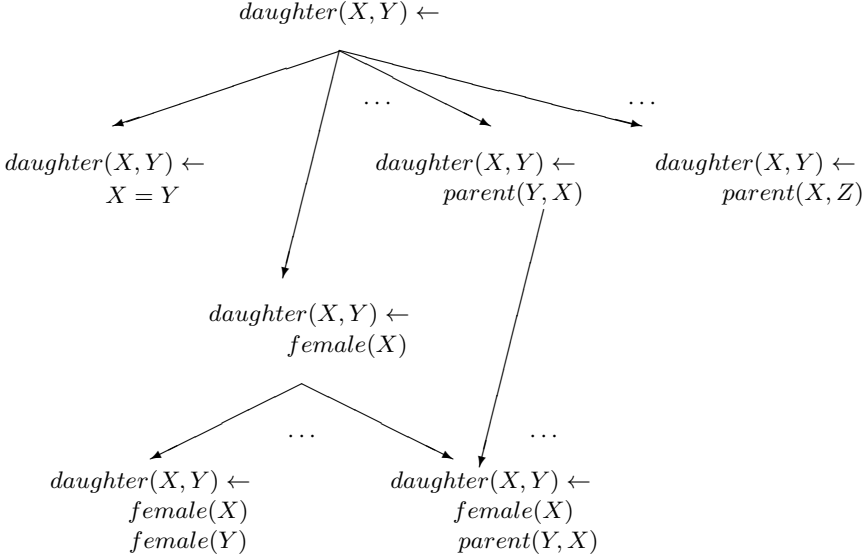 daughter(X, Y) ←
... ...
daughter(X, Y) ← daughter(X, Y) ← daughter(X, Y) ←
X = Y parent(Y, X) parent(X, Z)
daughter(X, Y) ←
female(X)
... ...
daughter(X, Y) ← daughter(X, Y) ←
female(X) female(X)
female(Y) parent(Y, X)